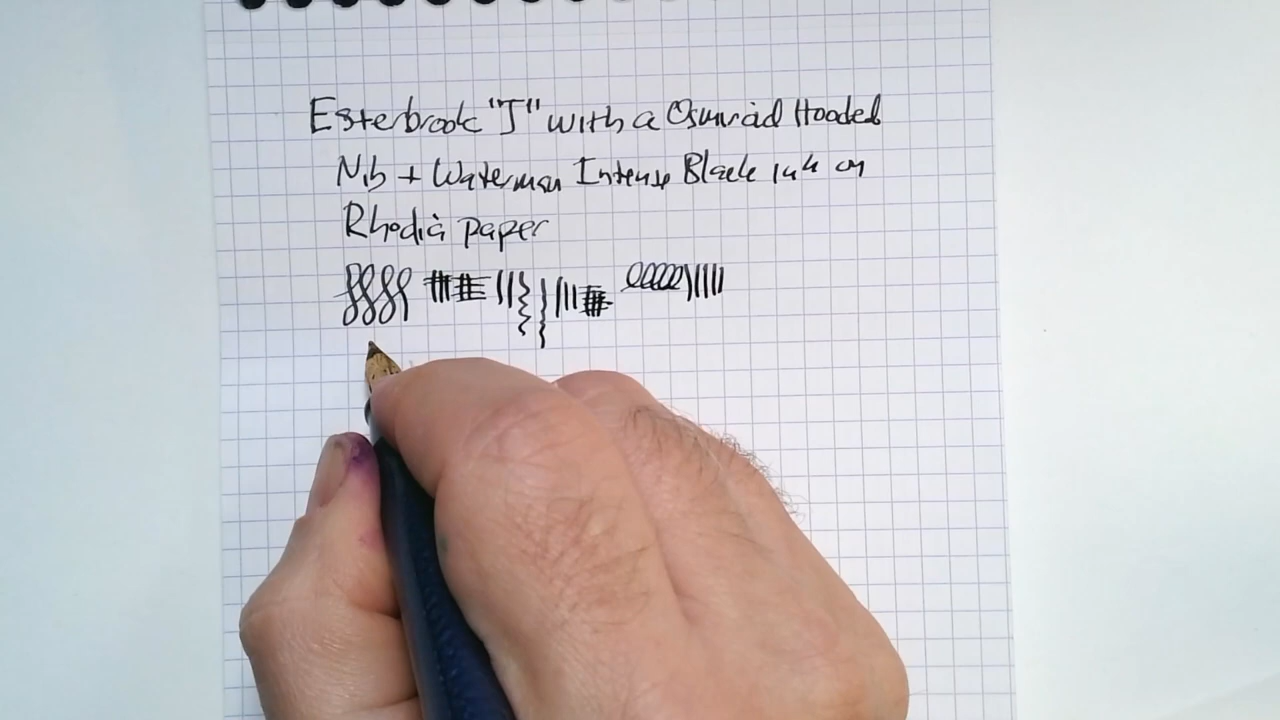 Esterbrook "J" with a Osmiroid Hooded
Nib + Waterman Intense Black ink on
Rhodia paper